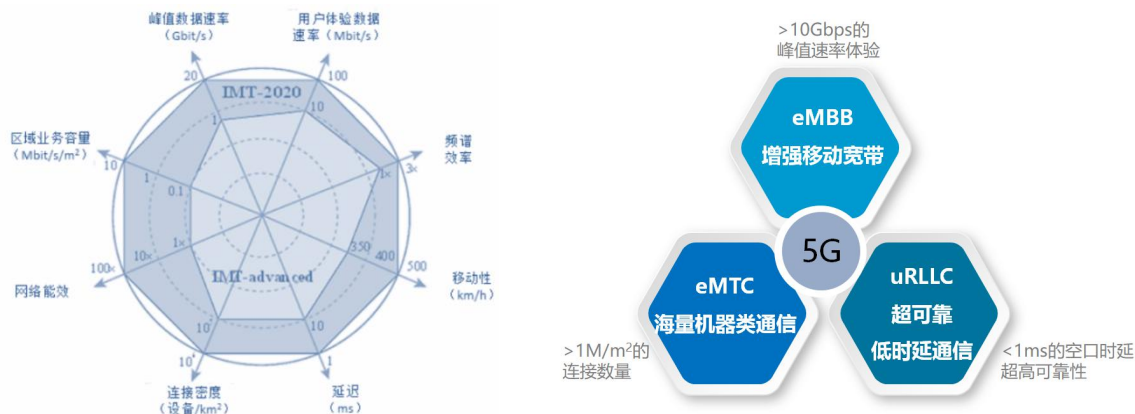 峰值数据速率
(Gbit/s)
用户体验数据
速率(Mbit/s)
20
100
IMT-2020
1
10
区域业务容量
(Mbit/s/m²)
10
1
0.1
频谱
效率
1×
3×
网络能效
100×
10×
1×
350
400
500
移动性
(km/h)
IMT-advanced
10
10
1
连接密度
(设备/km²)
延迟
(ms)
>10Gbps的
峰值速率体验
eMBB
增强移动宽带
5G
eMTC
海量机器类通信
>1M/m²的
连接数量
uRLLC
超可靠
低时延通信
<1ms的空口时延
超高可靠性